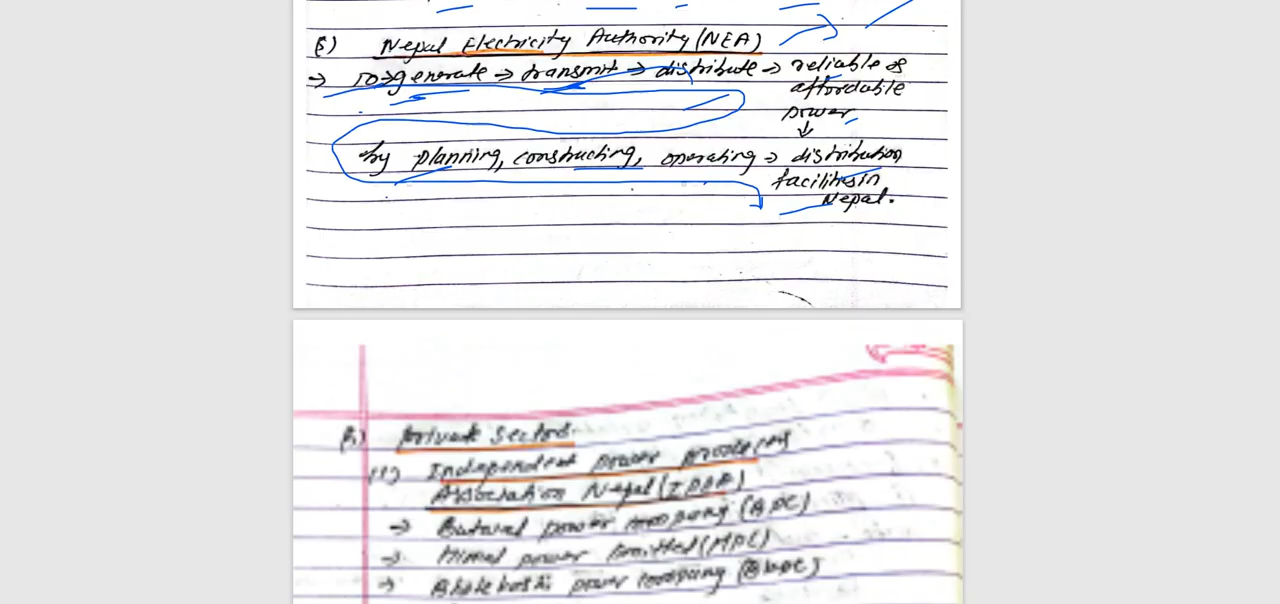 8) Nepal Electricity Authority (NEA)
→ To → generate → transmit → distribute → reliable &
affordable
power
↓
by planning, constructing, operating → distribution
facilities in
Nepal.
B) Private Sector.
(1) Independent power producers
Association Nepal (IPPA)
→ Butwal power company (BPC)
→ Himal power limited (HPL)
→ Bhotekoshi power company (BKPC)